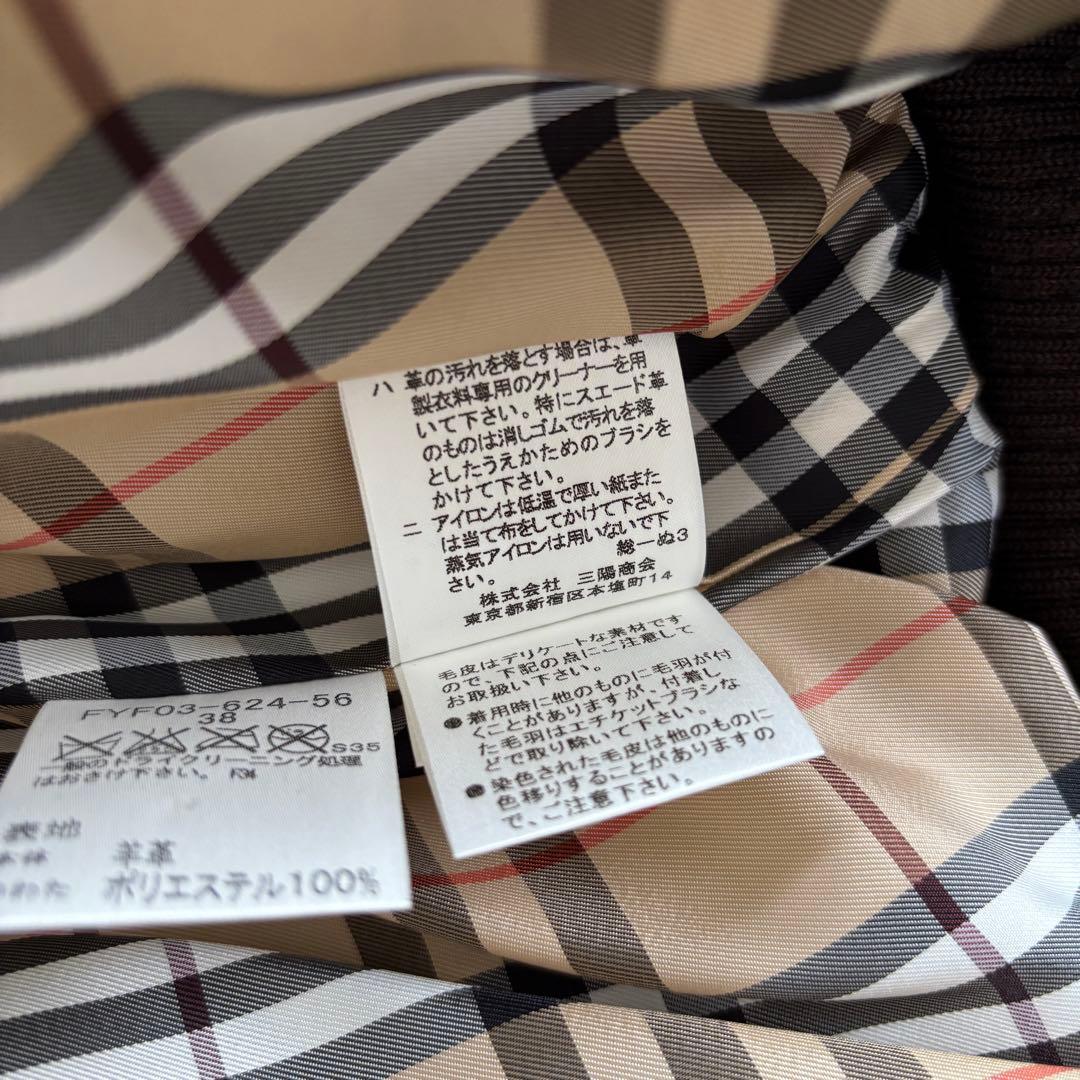 ハ 革の汚れを落とす場合は、革
製衣料専用のクリーナーを用
いて下さい。特にスエード革
のものは消しゴムで汚れを落
としたうえかためのブラシを
かけて下さい。
ニ アイロンは低温で厚い紙また
は当て布をしてかけて下さい。
蒸気アイロンは用いないで下
さい。
総一ぬ3
株式会社 三陽商会
東京都新宿区本塩町14
毛皮はデリケートな素材です
ので、下記の点にご注意して
お取扱い下さい。
●着用時に他のものに毛羽が付
くことがありますが、付着し
た毛羽はエチケットブラシな
どで取り除いて下さい。
●染色された毛皮は他のものに
色移りすることがありますの
で、ご注意下さい。
FYF03-624-56
38
S35
のドライクリーニング処理
はおさけ下さい。
表地
羊革
わた ポリエステル100%